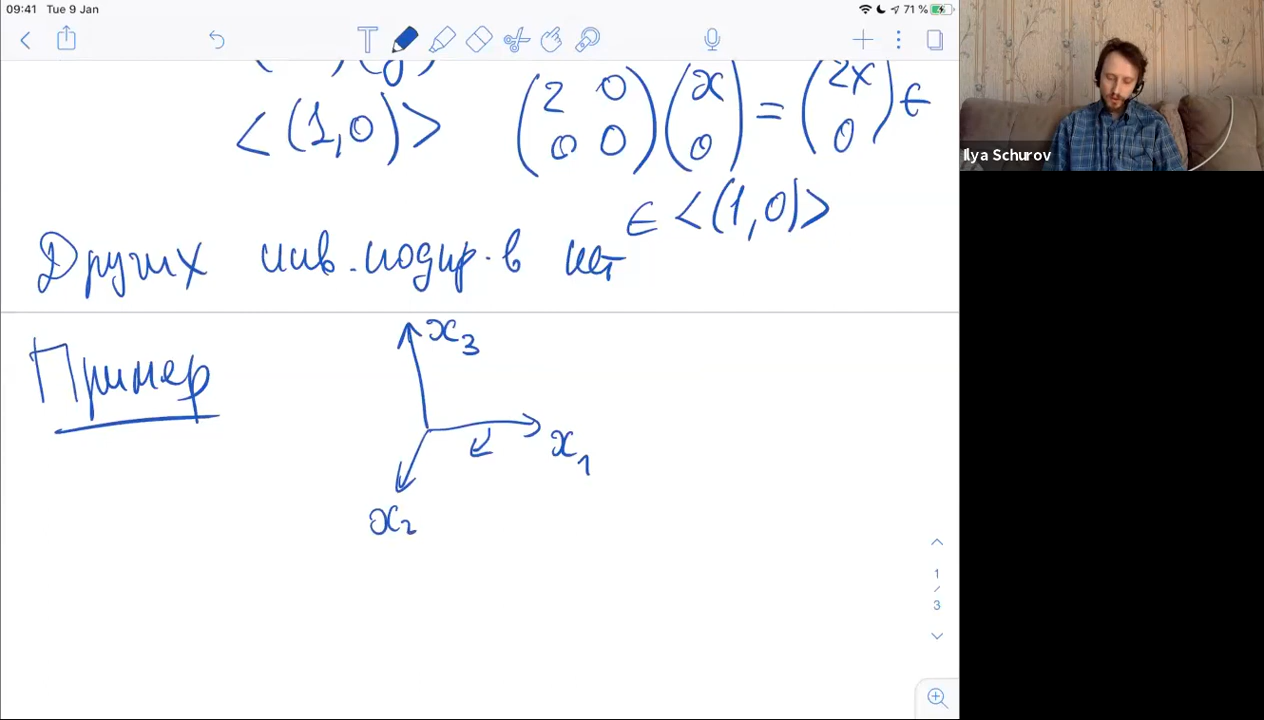 09:41 Tue 9 Jan 71 %
T
Ilya Schurov
<(1,0)> (2 0 0 0) (x 0) = (2x 0) ∈
∈ <(1,0)>
Других инв. подпр. в нет
Пример
x₃
x₁
x₂
1
/
3